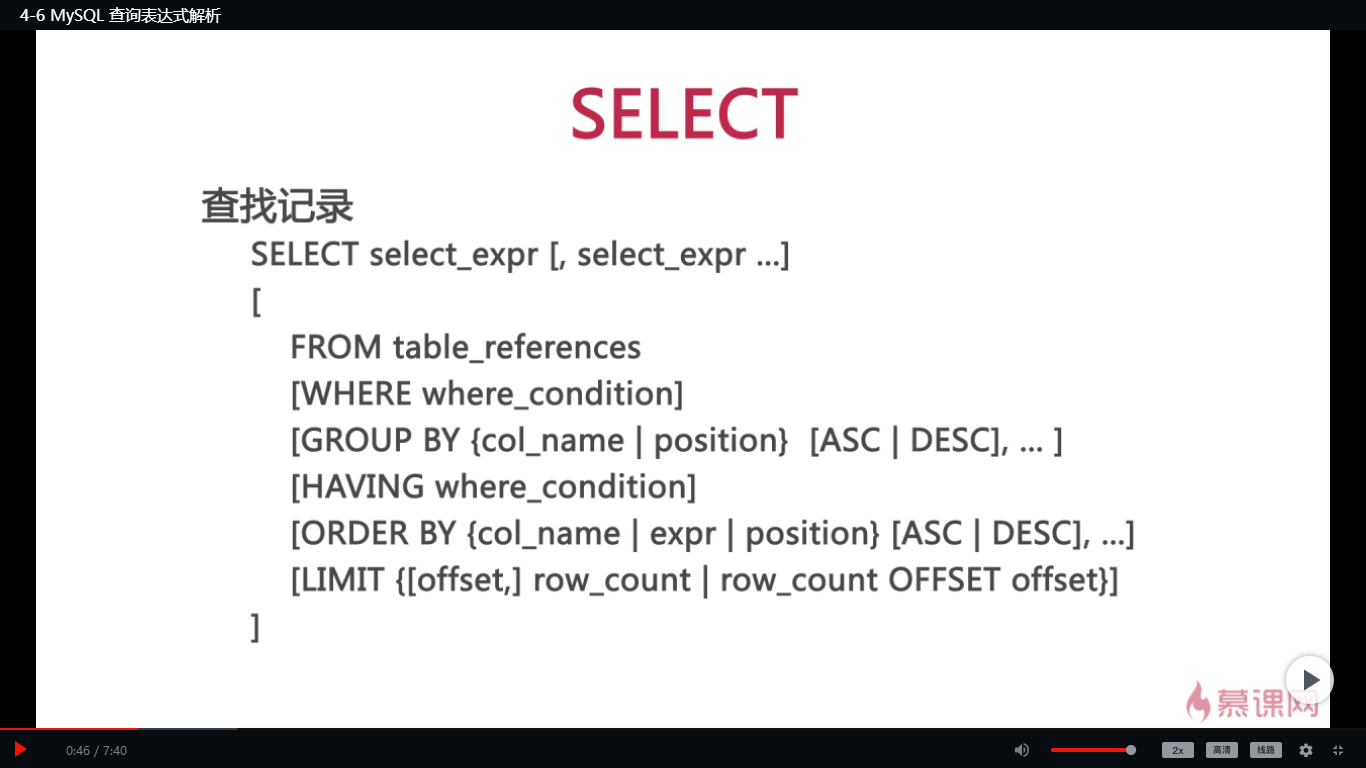 4-6 MySQL 查询表达式解析
SELECT
查找记录
SELECT select_expr [, select_expr ...]
[
FROM table_references
[WHERE where_condition]
[GROUP BY {col_name | position}  [ASC | DESC], ... ]
[HAVING where_condition]
[ORDER BY {col_name | expr | position} [ASC | DESC], ...]
[LIMIT {[offset,] row_count | row_count OFFSET offset}]
]
慕课网
0:46 / 7:40
2x
高清
线路